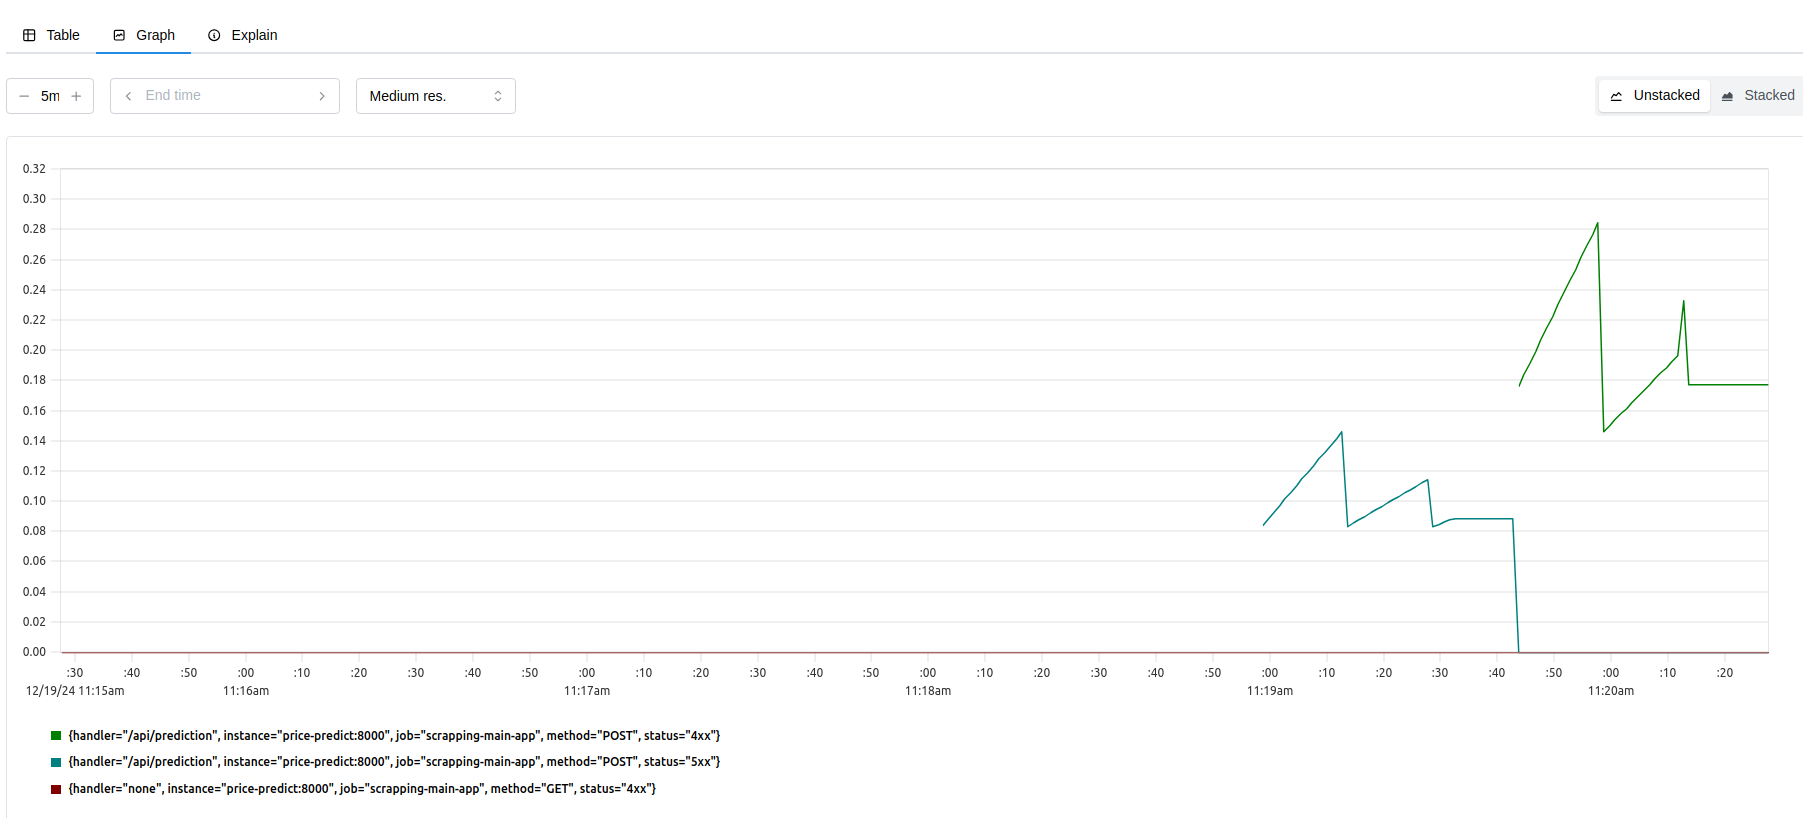 Table Graph Explain
5m End time Medium res. Unstacked Stacked
0.32
0.30
0.28
0.26
0.24
0.22
0.20
0.18
0.16
0.14
0.12
0.10
0.08
0.06
0.04
0.02
0.00
:30 :40 :50 :00 :10 :20 :30 :40 :50 :00 :10 :20 :30 :40 :50 :00 :10 :20 :30 :40 :50 :00 :10 :20 :30 :40 :50 :00 :10 :20
12/19/24 11:15am 11:16am 11:17am 11:18am 11:19am 11:20am
{handler="/api/prediction", instance="price-predict:8000", job="scrapping-main-app", method="POST", status="4xx"}
{handler="/api/prediction", instance="price-predict:8000", job="scrapping-main-app", method="POST", status="5xx"}
{handler="none", instance="price-predict:8000", job="scrapping-main-app", method="GET", status="4xx"}